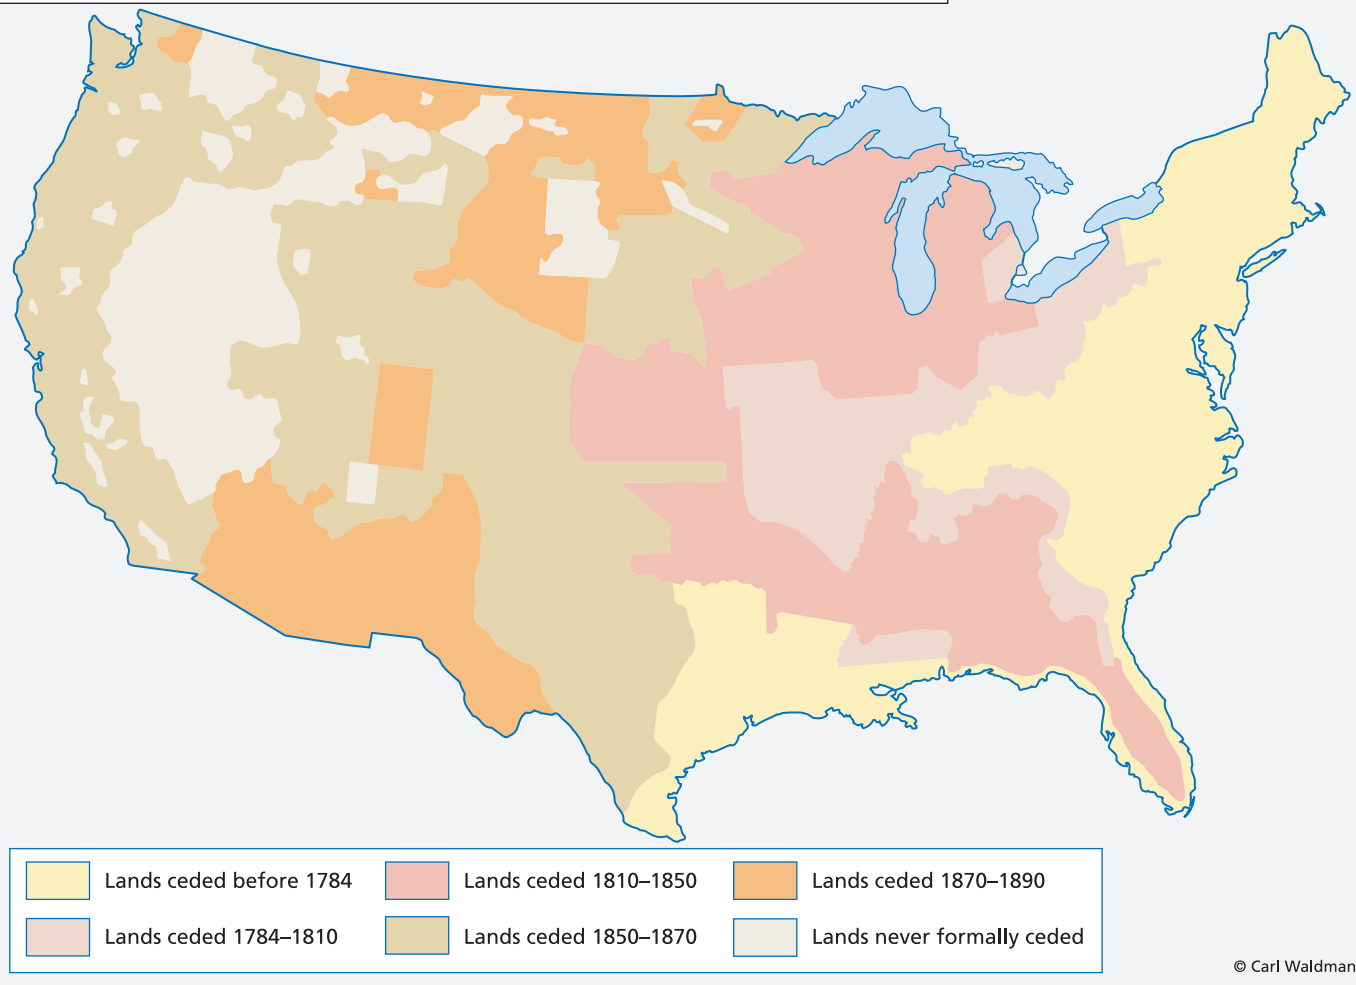 Lands ceded before 1784
Lands ceded 1810–1850
Lands ceded 1870–1890
Lands ceded 1784–1810
Lands ceded 1850–1870
Lands never formally ceded
© Carl Waldman